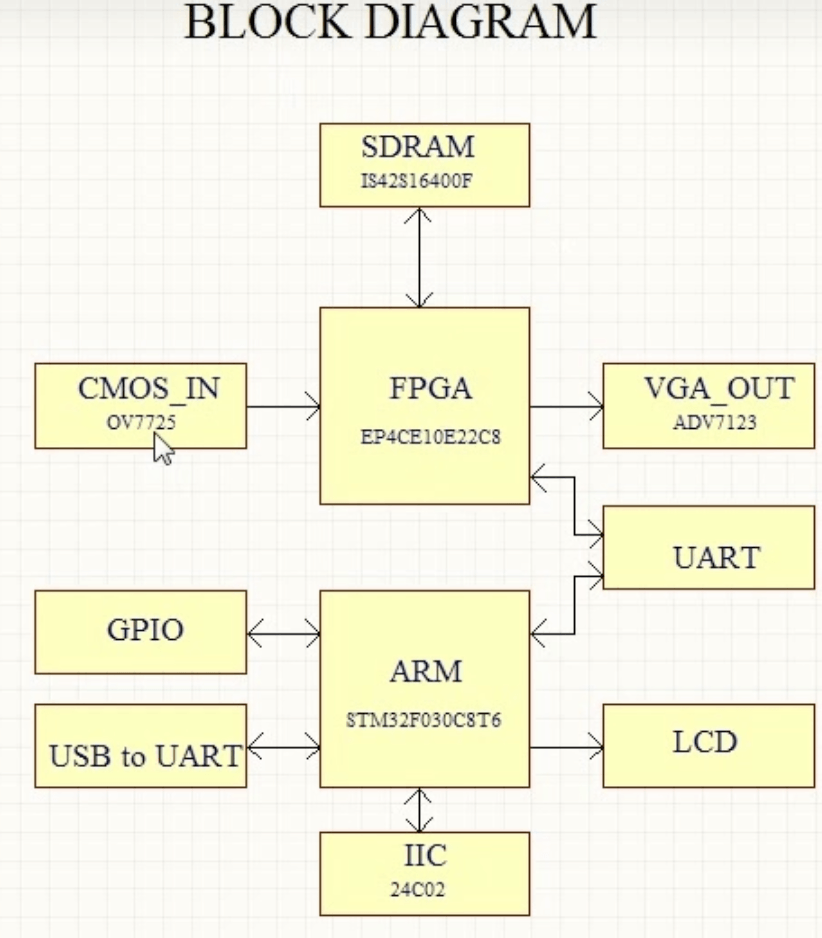 BLOCK DIAGRAM
SDRAM
IS42S16400F
CMOS_IN
OV7725
FPGA
EP4CE10E22C8
VGA_OUT
ADV7123
UART
GPIO
ARM
STM32F030C8T6
USB to UART
LCD
IIC
24C02